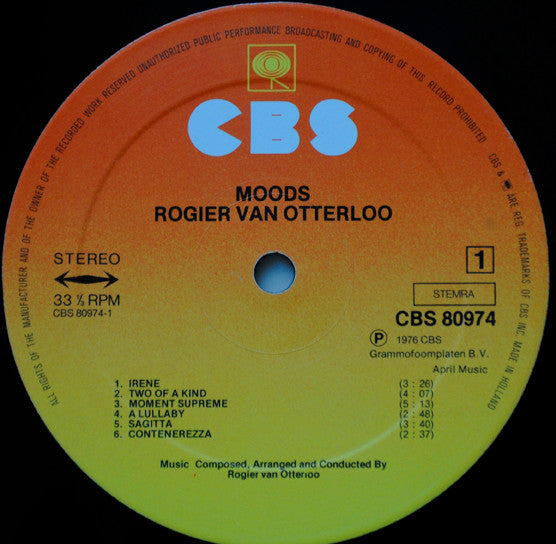 ALL RIGHTS OF THE MANUFACTURER AND OF THE OWNER OF THE RECORDED WORK RESERVED UNAUTHORIZED PUBLIC PERFORMANCE BROADCASTING AND COPYING OF THIS RECORD PROHIBITED
CBS & ARE REG. TRADEMARKS OF CBS INC. MADE IN HOLLAND
CBS
MOODS
ROGIER VAN OTTERLOO
STEREO
1
33 ⅓ RPM
STEMRA
CBS 80974-1
CBS 80974
Ⓟ 1976 CBS
Grammofoonplaten B.V.
April Music
1. IRENE (3 : 26)
2. TWO OF A KIND (4 : 07)
3. MOMENT SUPREME (5 : 13)
4. A LULLABY (2 : 48)
5. SAGITTA (3 : 40)
6. CONTENEREZZA (2 : 37)
Music Composed, Arranged and Conducted By
Rogier van Otterloo